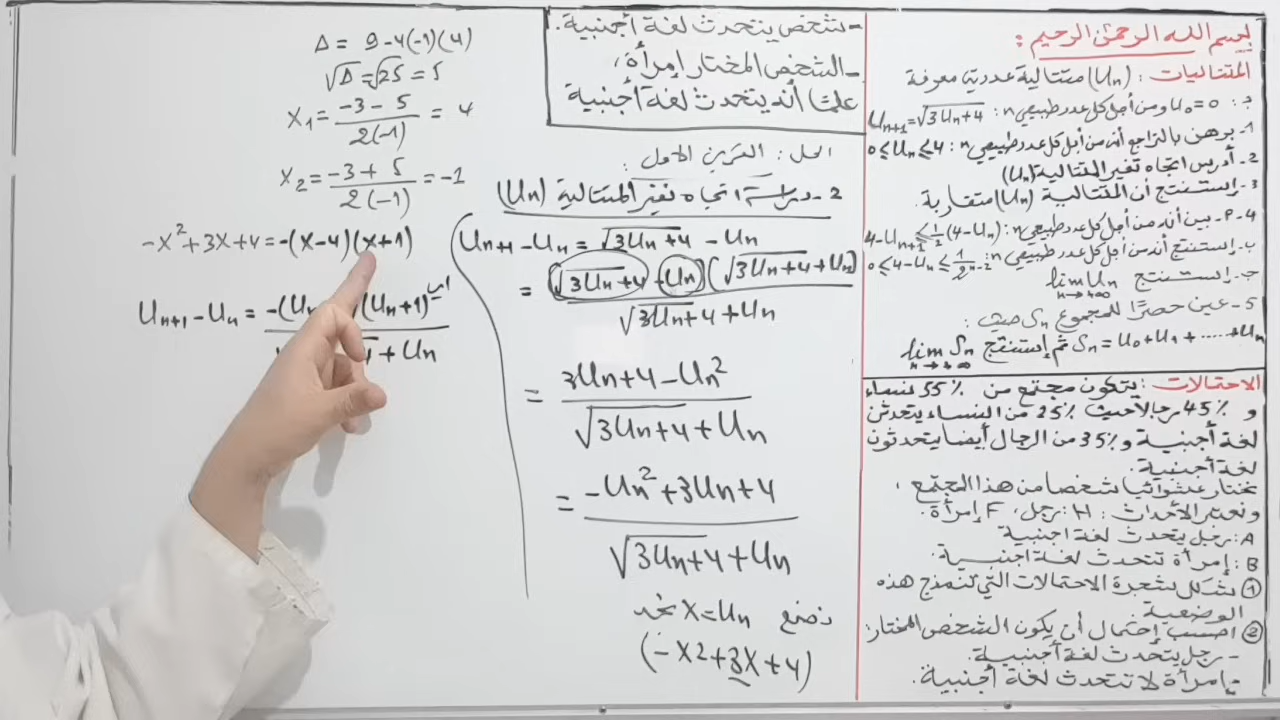 بسم الله الرحمن الرحيم :
المتتاليات : (Un) متتالية عددية معرفة
بـ : U0 = 0 ومن أجل كل عدد طبيعي n : Un+1 = √(3Un+4)
1- برهن بالتراجع أنه من أجل كل عدد طبيعي n : 0 ≤ Un ≤ 4
2- أدرس اتجاه تغير المتتالية (Un)
3- إستنتج أن المتتالية (Un) متقاربة.
4- P- بين أنه من أجل كل عدد طبيعي n : 4-Un+1 ≤ 1/2 (4-Un)
ب- إستنتج أنه من أجل كل عدد طبيعي n : 0 ≤ 4-Un ≤ 1/2^(n-2)
ج- إستنتج lim Un n→+∞
5- عين حصرًا للمجموع Sn حيث :
Sn = U0+U1+.....+Un ثم إستنتج lim Sn n→+∞
الاحتمالات : يتكون مجتمع من 55% نساء
و 45% رجالا حيث 25% من النساء يتحدثن
لغة أجنبية و 35% من الرجال أيضا يتحدثون
لغة أجنبية.
نختار عشوائيا شخصا من هذا المجتمع ،
ونعتبر الأحداث : H : رجل ، F إمرأة.
A : رجل يتحدث لغة اجنبية
B : إمرأة تتحدث لغة اجنبية.
① شكل شجرة الاحتمالات التي تنمذج هذه
الوضعية.
② احسب إحتمال أن يكون الشخص المختار:
- رجل يتحدث لغة أجنبية.
- إمرأة لا تتحدث لغة أجنبية.
- شخص يتحدث لغة أجنبية.
- الشخص المختار إمرأة ،
علما أنه يتحدث لغة أجنبية
الحل : التمرين الأول :
2- دراسة اتجاه تغير المتتالية (Un)
Un+1 - Un = √(3Un+4) - Un
= (√(3Un+4) - Un)(√(3Un+4) + Un)
√(3Un+4) + Un
= 3Un+4-Un²
√(3Un+4) + Un
= -Un²+3Un+4
√(3Un+4) + Un
نضع X=Un نجد
(-X2+3X+4)
Δ = 9-4(-1)(4)
√Δ = √25 = 5
X1 = (-3-5)/(2(-1)) = 4
X2 = (-3+5)/(2(-1)) = -1
-X²+3X+4 = -(X-4)(X+1)
Un+1 - Un = -(Un (Un+1)
+ Un